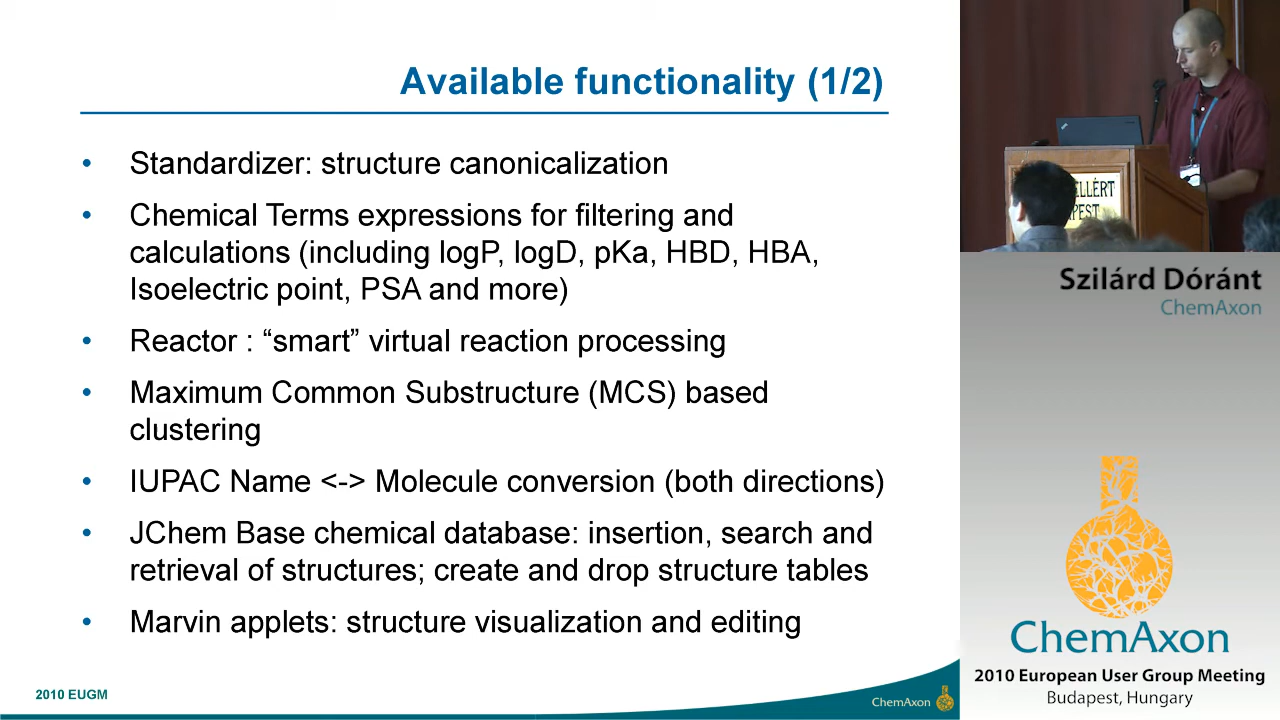 Available functionality (1/2)
• Standardizer: structure canonicalization
• Chemical Terms expressions for filtering and
calculations (including logP, logD, pKa, HBD, HBA,
Isoelectric point, PSA and more)
• Reactor : “smart” virtual reaction processing
• Maximum Common Substructure (MCS) based
clustering
• IUPAC Name <-> Molecule conversion (both directions)
• JChem Base chemical database: insertion, search and
retrieval of structures; create and drop structure tables
• Marvin applets: structure visualization and editing
2010 EUGM
ChemAxon
ELLÉRT
PEST
Szilárd Dóránt
ChemAxon
ChemAxon
2010 European User Group Meeting
Budapest, Hungary